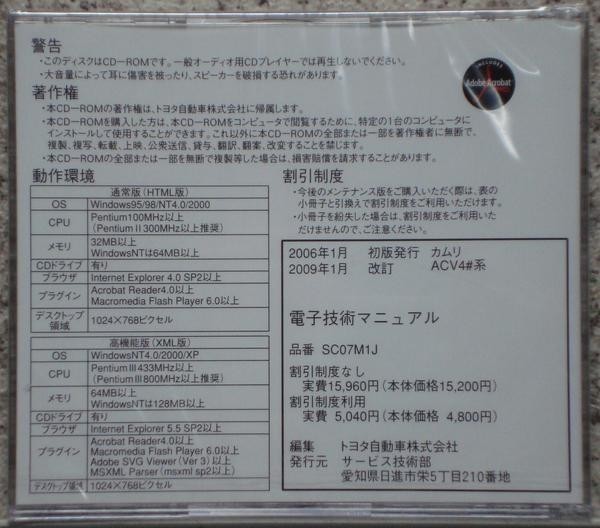 警告
・このディスクはCD－ROMです。一般オーディオ用CDプレイヤーでは再生しないでください。
・大音量によって耳に傷害を被ったり、スピーカーを破損する恐れがあります。
著作権
・本CD－ROMの著作権は、トヨタ自動車株式会社に帰属します。
・本CD－ROMを購入した方は、本CD－ROMをコンピュータで閲覧するために、特定の1台のコンピュータに
インストールして使用することができます。これ以外に本CD－ROMの全部または一部を著作権者に無断で、
複製、複写、転載、上映、公衆送信、貸与、翻訳、翻案、改変することを禁じます。
・本CD－ROMの全部または一部を無断で複製等した場合は、損害賠償を請求することがあります。
INCLUDES
Adobe Acrobat
動作環境
通常版(HTML版)
OS Windows95/98/NT4.0/2000
CPU Pentium100MHz以上
(PentiumⅡ300MHz以上推奨)
メモリ 32MB以上
WindowsNTは64MB以上
CDドライブ 有り
ブラウザ Internet Explorer 4.0 SP2以上
プラグイン Acrobat Reader4.0以上
Macromedia Flash Player 6.0以上
デスクトップ領域 1024×768ピクセル
高機能版(XML版)
OS WindowsNT4.0/2000/XP
CPU PentiumⅢ433MHz以上
(PentiumⅢ800MHz以上推奨)
メモリ 64MB以上
WindowsNTは128MB以上
CDドライブ 有り
ブラウザ Internet Explorer 5.5 SP2以上
プラグイン Acrobat Reader4.0以上
Macromedia Flash Player 6.0以上
Adobe SVG Viewer (Ver 3) 以上
MSXML Parser (msxml sp2以上)
デスクトップ領域 1024×768ピクセル
割引制度
・今後のメンテナンス版をご購入いただく際は、表の
小冊子と引換えで割引制度をご利用いただけます。
・小冊子を紛失した場合は、割引制度をご利用いた
だけませんので、ご注意ください。
2006年1月 初版発行 カムリ
2009年1月 改訂 ACV4#系
電子技術マニュアル
品番 SC07M1J
割引制度なし
実費15,960円(本体価格15,200円)
割引制度利用
実費 5,040円(本体価格 4,800円)
編集 トヨタ自動車株式会社
発行元 サービス技術部
愛知県日進市栄5丁目210番地